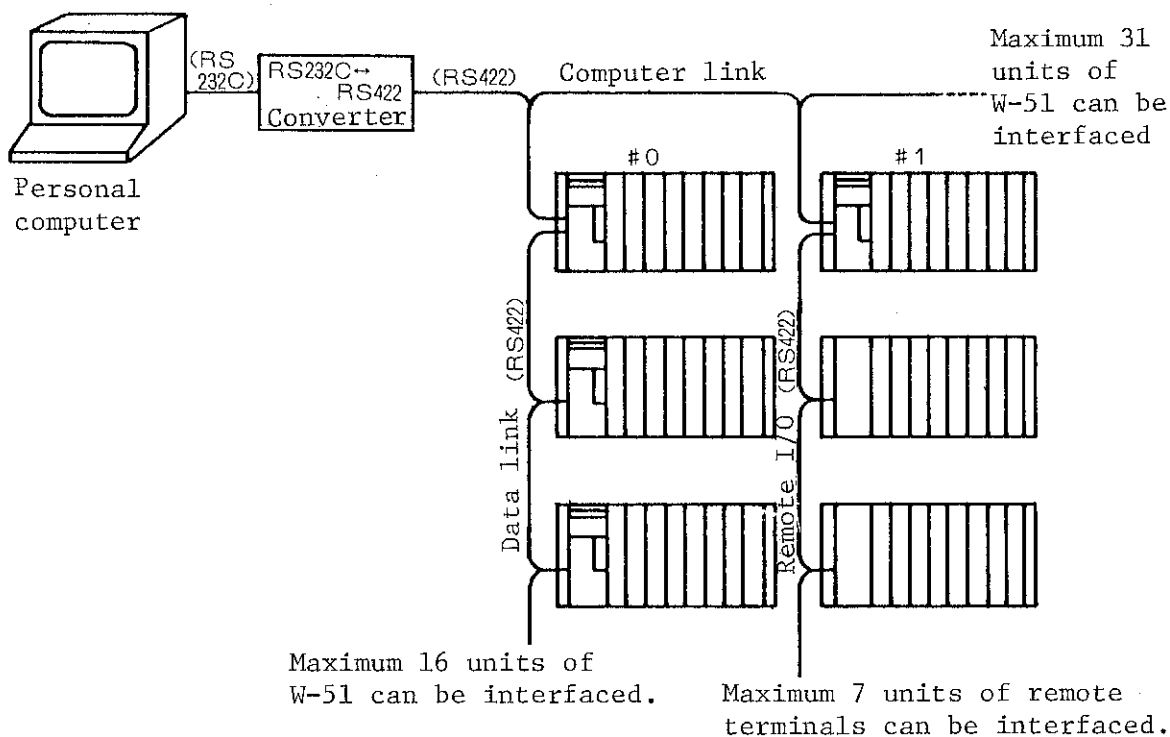 (RS
232C)
RS232C↔
RS422
Converter
(RS422)
Computer link
Maximum 31
units of
W-51 can be
interfaced
Personal
computer
#0
#1
Data link (RS422)
Remote I/O (RS422)
Maximum 16 units of
W-51 can be interfaced.
Maximum 7 units of remote
terminals can be interfaced.